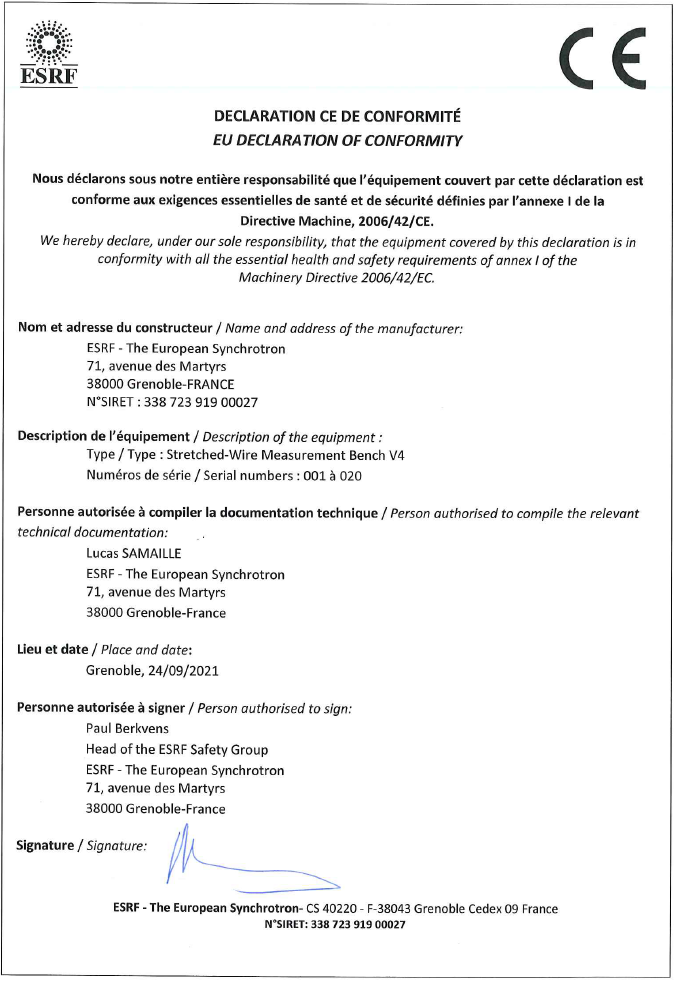 ESRF
CE
DECLARATION CE DE CONFORMITÉ
EU DECLARATION OF CONFORMITY
Nous déclarons sous notre entière responsabilité que l'équipement couvert par cette déclaration est
conforme aux exigences essentielles de santé et de sécurité définies par l'annexe I de la
Directive Machine, 2006/42/CE.
We hereby declare, under our sole responsibility, that the equipment covered by this declaration is in
conformity with all the essential health and safety requirements of annex I of the
Machinery Directive 2006/42/EC.
Nom et adresse du constructeur / Name and address of the manufacturer:
ESRF - The European Synchrotron
71, avenue des Martyrs
38000 Grenoble-FRANCE
N°SIRET : 338 723 919 00027
Description de l'équipement / Description of the equipment :
Type / Type : Stretched-Wire Measurement Bench V4
Numéros de série / Serial numbers : 001 à 020
Personne autorisée à compiler la documentation technique / Person authorised to compile the relevant
technical documentation:
Lucas SAMAILLE
ESRF - The European Synchrotron
71, avenue des Martyrs
38000 Grenoble-France
Lieu et date / Place and date:
Grenoble, 24/09/2021
Personne autorisée à signer / Person authorised to sign:
Paul Berkvens
Head of the ESRF Safety Group
ESRF - The European Synchrotron
71, avenue des Martyrs
38000 Grenoble-France
Signature / Signature:
ESRF - The European Synchrotron- CS 40220 - F-38043 Grenoble Cedex 09 France
N°SIRET: 338 723 919 00027